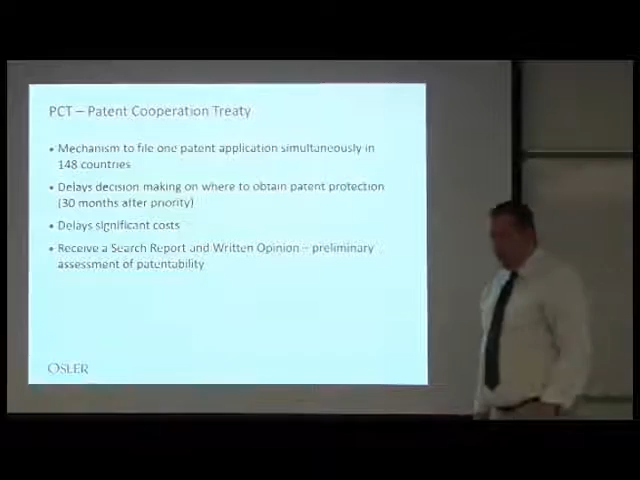 PCT – Patent Cooperation Treaty
• Mechanism to file one patent application simultaneously in
148 countries
• Delays decision making on where to obtain patent protection
(30 months after priority)
• Delays significant costs
• Receive a Search Report and Written Opinion – preliminary
assessment of patentability
OSLER